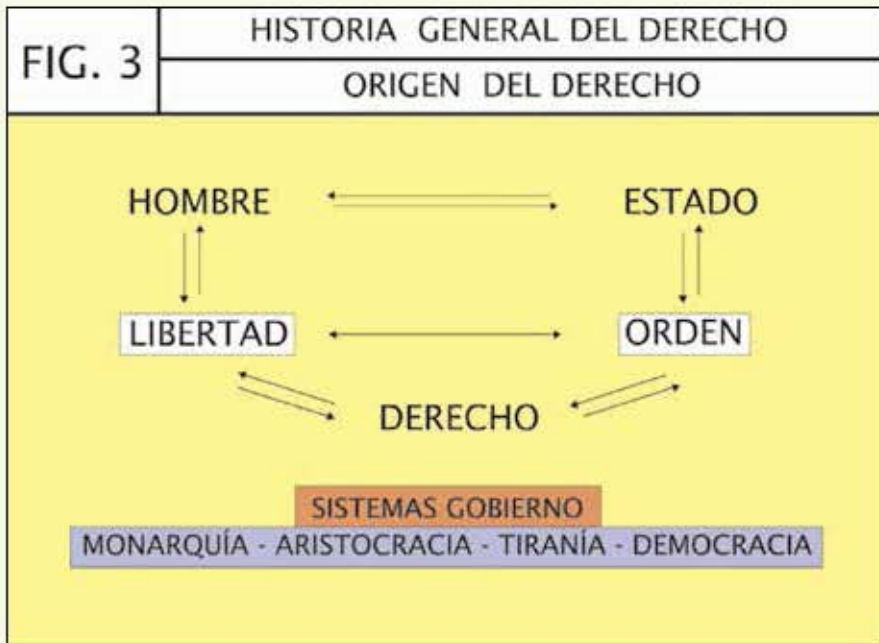 FIG. 3
HISTORIA GENERAL DEL DERECHO
ORIGEN DEL DERECHO
HOMBRE
ESTADO
LIBERTAD
ORDEN
DERECHO
SISTEMAS GOBIERNO
MONARQUÍA - ARISTOCRACIA - TIRANÍA - DEMOCRACIA